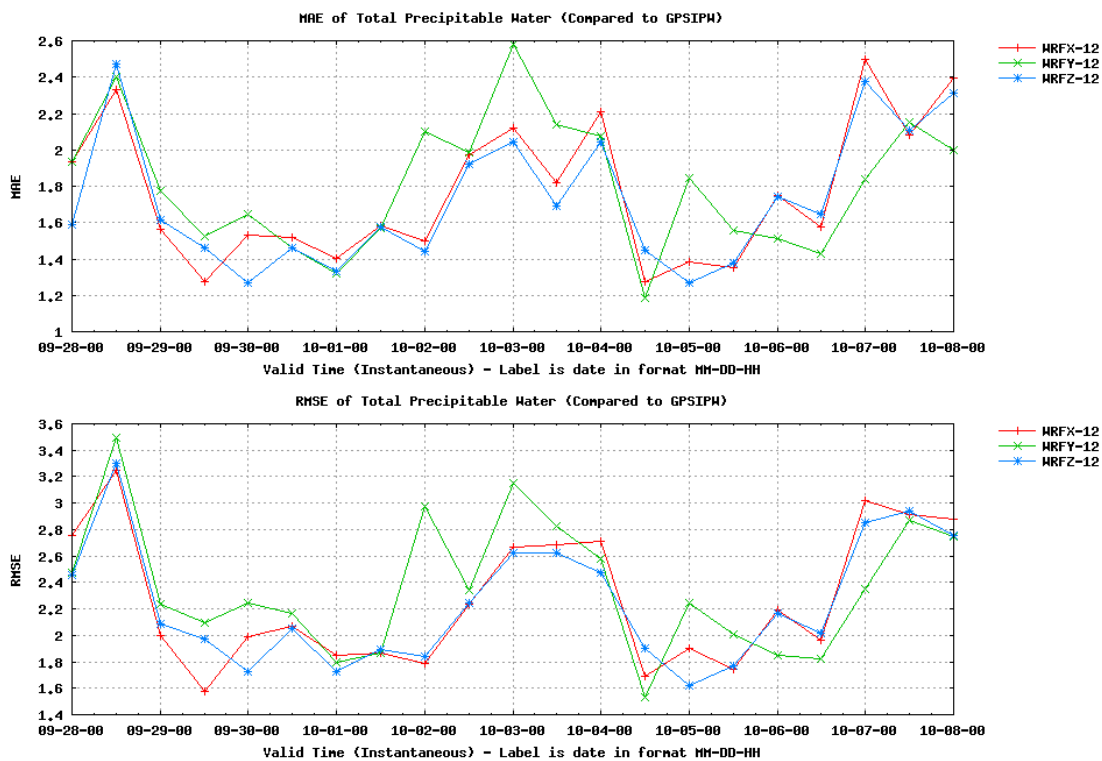 MAE of Total Precipitable Water (Compared to GPSIPW)
WRFX-12
WRFY-12
WRFZ-12
MAE
2.6
2.4
2.2
2
1.8
1.6
1.4
1.2
1
09-28-00 09-29-00 09-30-00 10-01-00 10-02-00 10-03-00 10-04-00 10-05-00 10-06-00 10-07-00 10-08-00
Valid Time (Instantaneous) - Label is date in format MM-DD-HH
RMSE of Total Precipitable Water (Compared to GPSIPW)
WRFX-12
WRFY-12
WRFZ-12
RMSE
3.6
3.4
3.2
3
2.8
2.6
2.4
2.2
2
1.8
1.6
1.4
09-28-00 09-29-00 09-30-00 10-01-00 10-02-00 10-03-00 10-04-00 10-05-00 10-06-00 10-07-00 10-08-00
Valid Time (Instantaneous) - Label is date in format MM-DD-HH